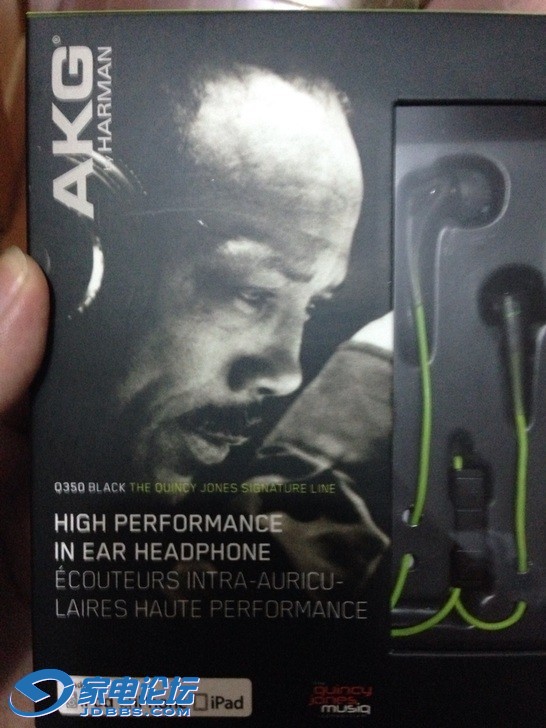 AKG®
by HARMAN
Q350 BLACK THE QUINCY JONES SIGNATURE LINE
HIGH PERFORMANCE
IN EAR HEADPHONE
ÉCOUTEURS INTRA-AURICU-
LAIRES HAUTE PERFORMANCE
家电论坛
JDBBS.COM
iPad
quincy
jones
musiq